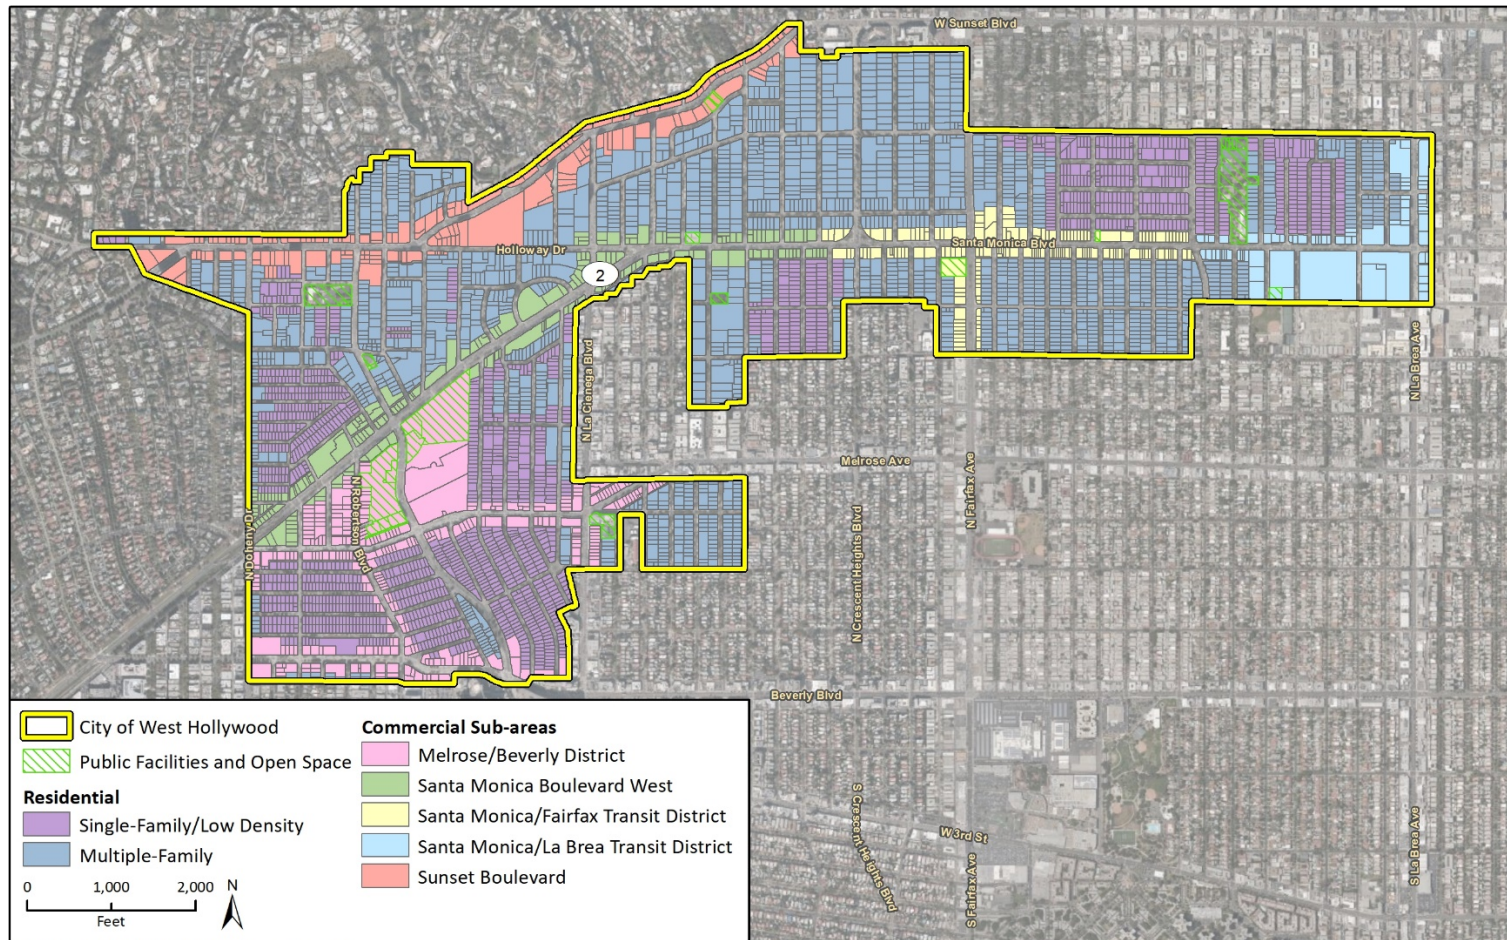 W Sunset Blvd
Holloway Dr
Santa Monica Blvd
2
N La Cienega Blvd
N La Brea Ave
Melrose Ave
N Fairfax Ave
N Robertson Blvd
N Doheny Dr
N Crescent Heights Blvd
Beverly Blvd
S Crescent Heights Blvd
W 3rd St
S Fairfax Ave
S La Brea Ave
City of West Hollywood
Public Facilities and Open Space
Residential
Single-Family/Low Density
Multiple-Family
0 1,000 2,000
Feet
N
Commercial Sub-areas
Melrose/Beverly District
Santa Monica Boulevard West
Santa Monica/Fairfax Transit District
Santa Monica/La Brea Transit District
Sunset Boulevard